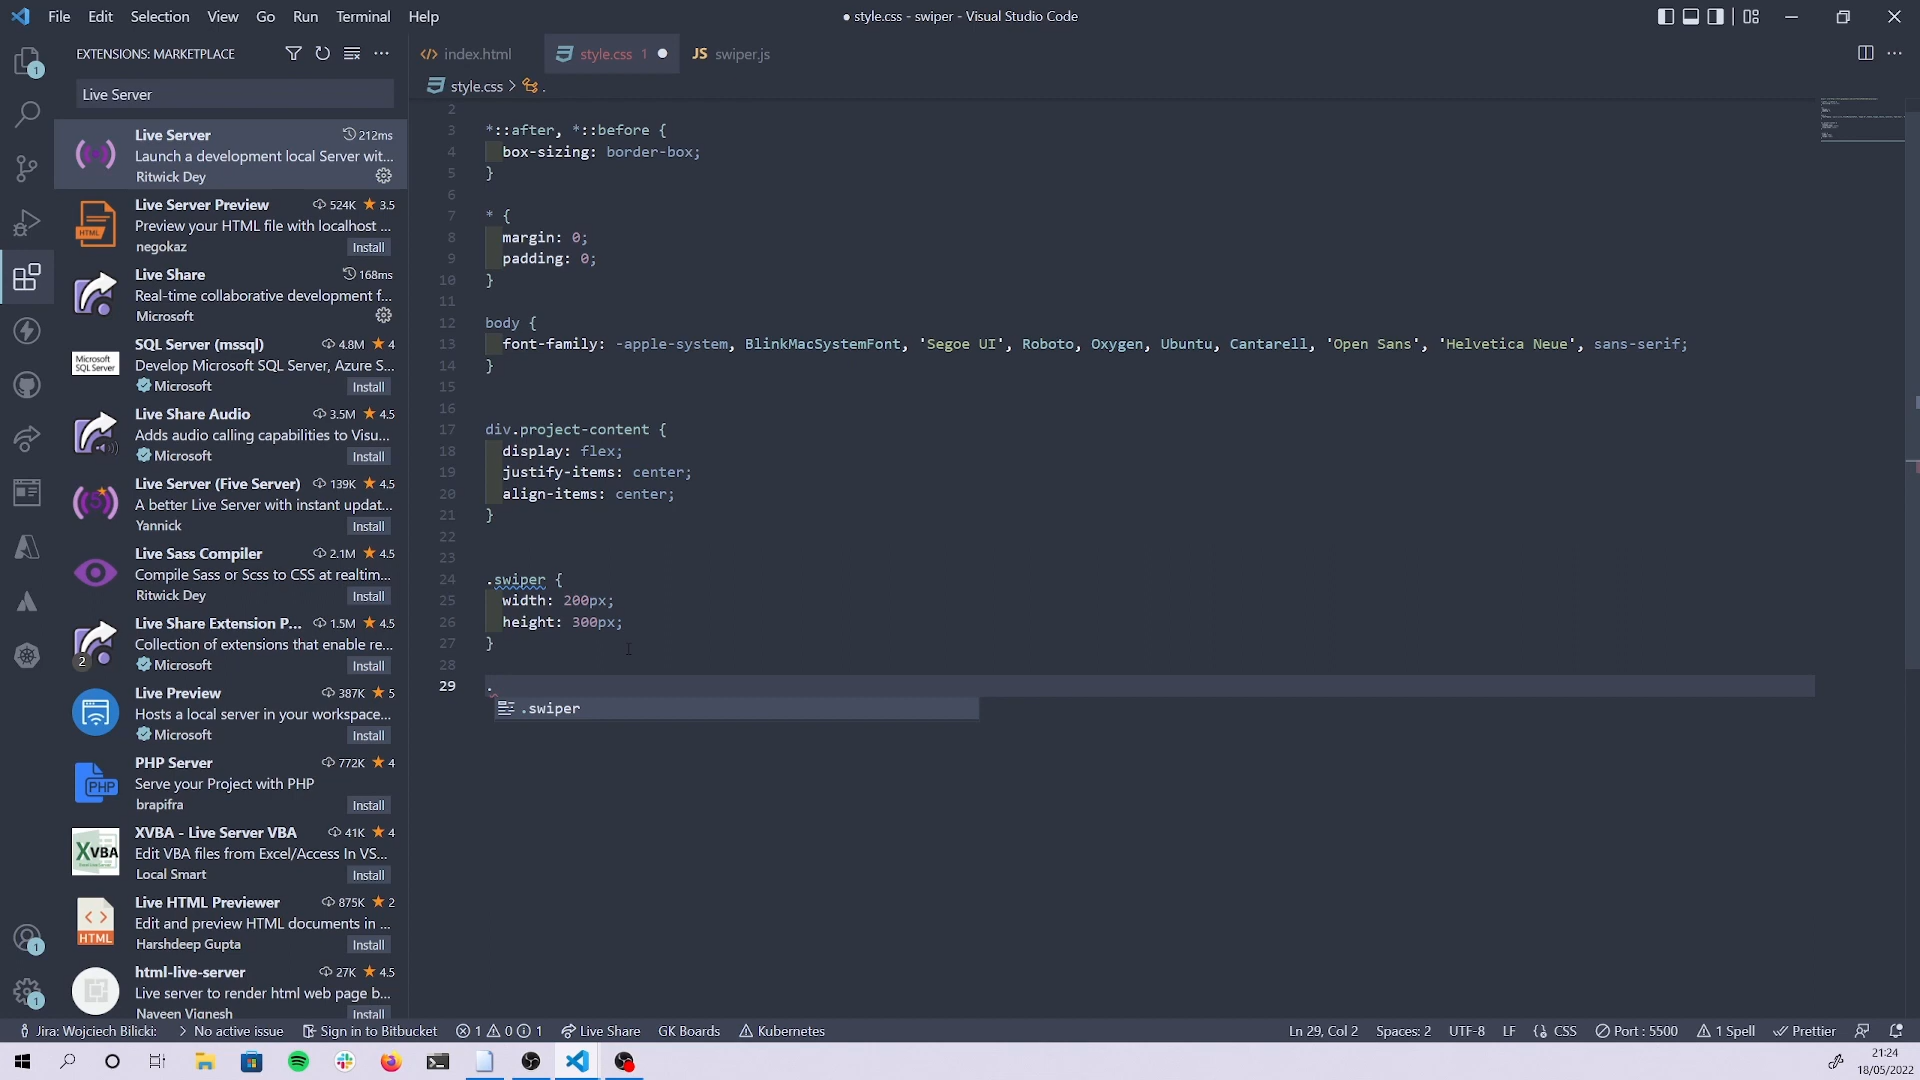 File Edit Selection View Go Run Terminal Help
● style.css - swiper - Visual Studio Code
EXTENSIONS: MARKETPLACE
Live Server
Live Server 212ms
Launch a development local Server wit...
Ritwick Dey
Live Server Preview 524K ★ 3.5
Preview your HTML file with localhost ...
negokaz Install
Live Share 168ms
Real-time collaborative development f...
Microsoft
SQL Server (mssql) 4.8M ★ 4
Develop Microsoft SQL Server, Azure S...
Microsoft Install
Live Share Audio 3.5M ★ 4.5
Adds audio calling capabilities to Visu...
Microsoft Install
Live Server (Five Server) 139K ★ 4.5
A better Live Server with instant updat...
Yannick Install
Live Sass Compiler 2.1M ★ 4.5
Compile Sass or Scss to CSS at realtim...
Ritwick Dey Install
Live Share Extension P... 1.5M ★ 4.5
Collection of extensions that enable re...
2 Microsoft Install
Live Preview 387K ★ 5
Hosts a local server in your workspace...
Microsoft Install
PHP Server 772K ★ 4
Serve your Project with PHP
brapifra Install
XVBA - Live Server VBA 41K ★ 4
Edit VBA files from Excel/Access In VS...
Local Smart Install
Live HTML Previewer 875K ★ 2
Edit and preview HTML documents in ...
Harshdeep Gupta Install
html-live-server 27K ★ 4.5
Live server to render html web page b...
Naveen Vignesh Install
index.html style.css 1 ● JS swiper.js
style.css > .
2
3 *::after, *::before {
4 box-sizing: border-box;
5 }
6
7 * {
8 margin: 0;
9 padding: 0;
10 }
11
12 body {
13 font-family: -apple-system, BlinkMacSystemFont, 'Segoe UI', Roboto, Oxygen, Ubuntu, Cantarell, 'Open Sans', 'Helvetica Neue', sans-serif;
14 }
15
16
17 div.project-content {
18 display: flex;
19 justify-items: center;
20 align-items: center;
21 }
22
23
24 .swiper {
25 width: 200px;
26 height: 300px;
27 }
28
29 .
.swiper
Jira: Wojciech Bilicki: > No active issue Sign in to Bitbucket 1 0 1 Live Share GK Boards Kubernetes Ln 29, Col 2 Spaces: 2 UTF-8 LF {} CSS Port : 5500 1 Spell Prettier
21:24
18/05/2022